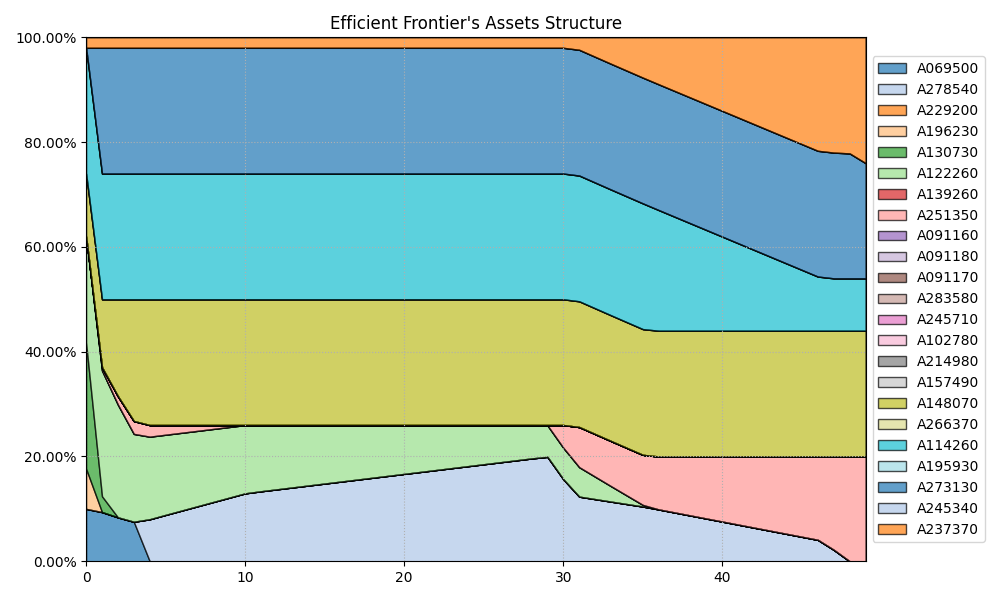 Efficient Frontier's Assets Structure
100.00%
80.00%
60.00%
40.00%
20.00%
0.00%
0
10
20
30
40
A069500
A278540
A229200
A196230
A130730
A122260
A139260
A251350
A091160
A091180
A091170
A283580
A245710
A102780
A214980
A157490
A148070
A266370
A114260
A195930
A273130
A245340
A237370